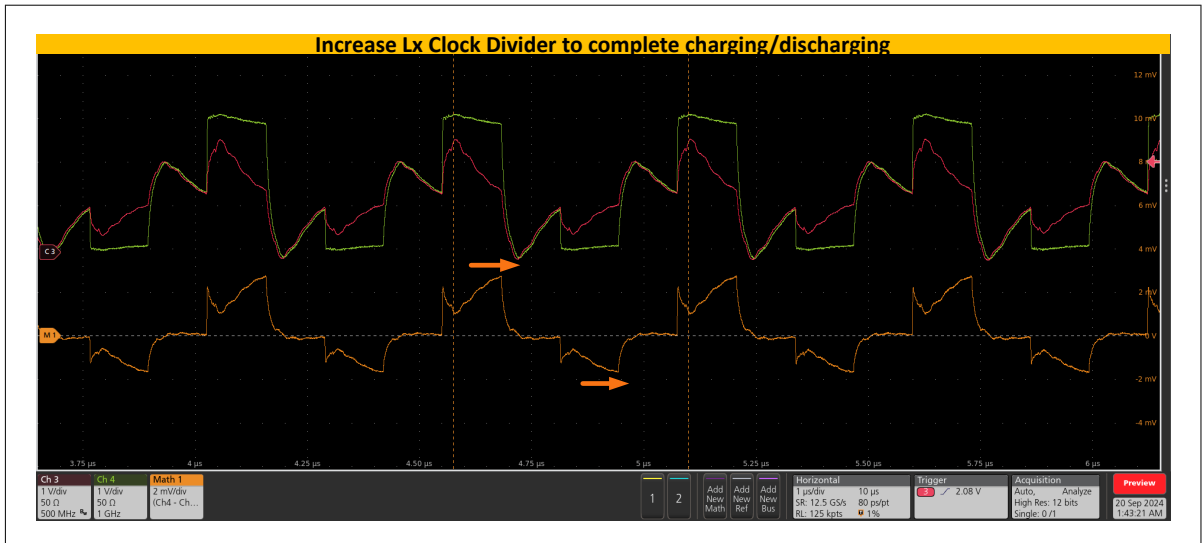 Increase Lx Clock Divider to complete charging/discharging
12 mV
10 mV
8 mV
6 mV
4 mV
2 mV
0 V
-2 mV
-4 mV
C 3
M 1
3.75 µs
4 µs
4.25 µs
4.50 µs
4.75 µs
5 µs
5.25 µs
5.50 µs
5.75 µs
6 µs
Ch 3
1 V/div
50 Ω
500 MHz
Ch 4
1 V/div
50 Ω
1 GHz
Math 1
2 mV/div
(Ch4 - Ch...
1
2
Add New Math
Add New Ref
Add New Bus
Horizontal
1 µs/div 10 µs
SR: 12.5 GS/s 80 ps/pt
RL: 125 kpts 1%
Trigger
3 2.08 V
Acquisition
Auto, Analyze
High Res: 12 bits
Single: 0 /1
Preview
20 Sep 2024
1:43:21 AM